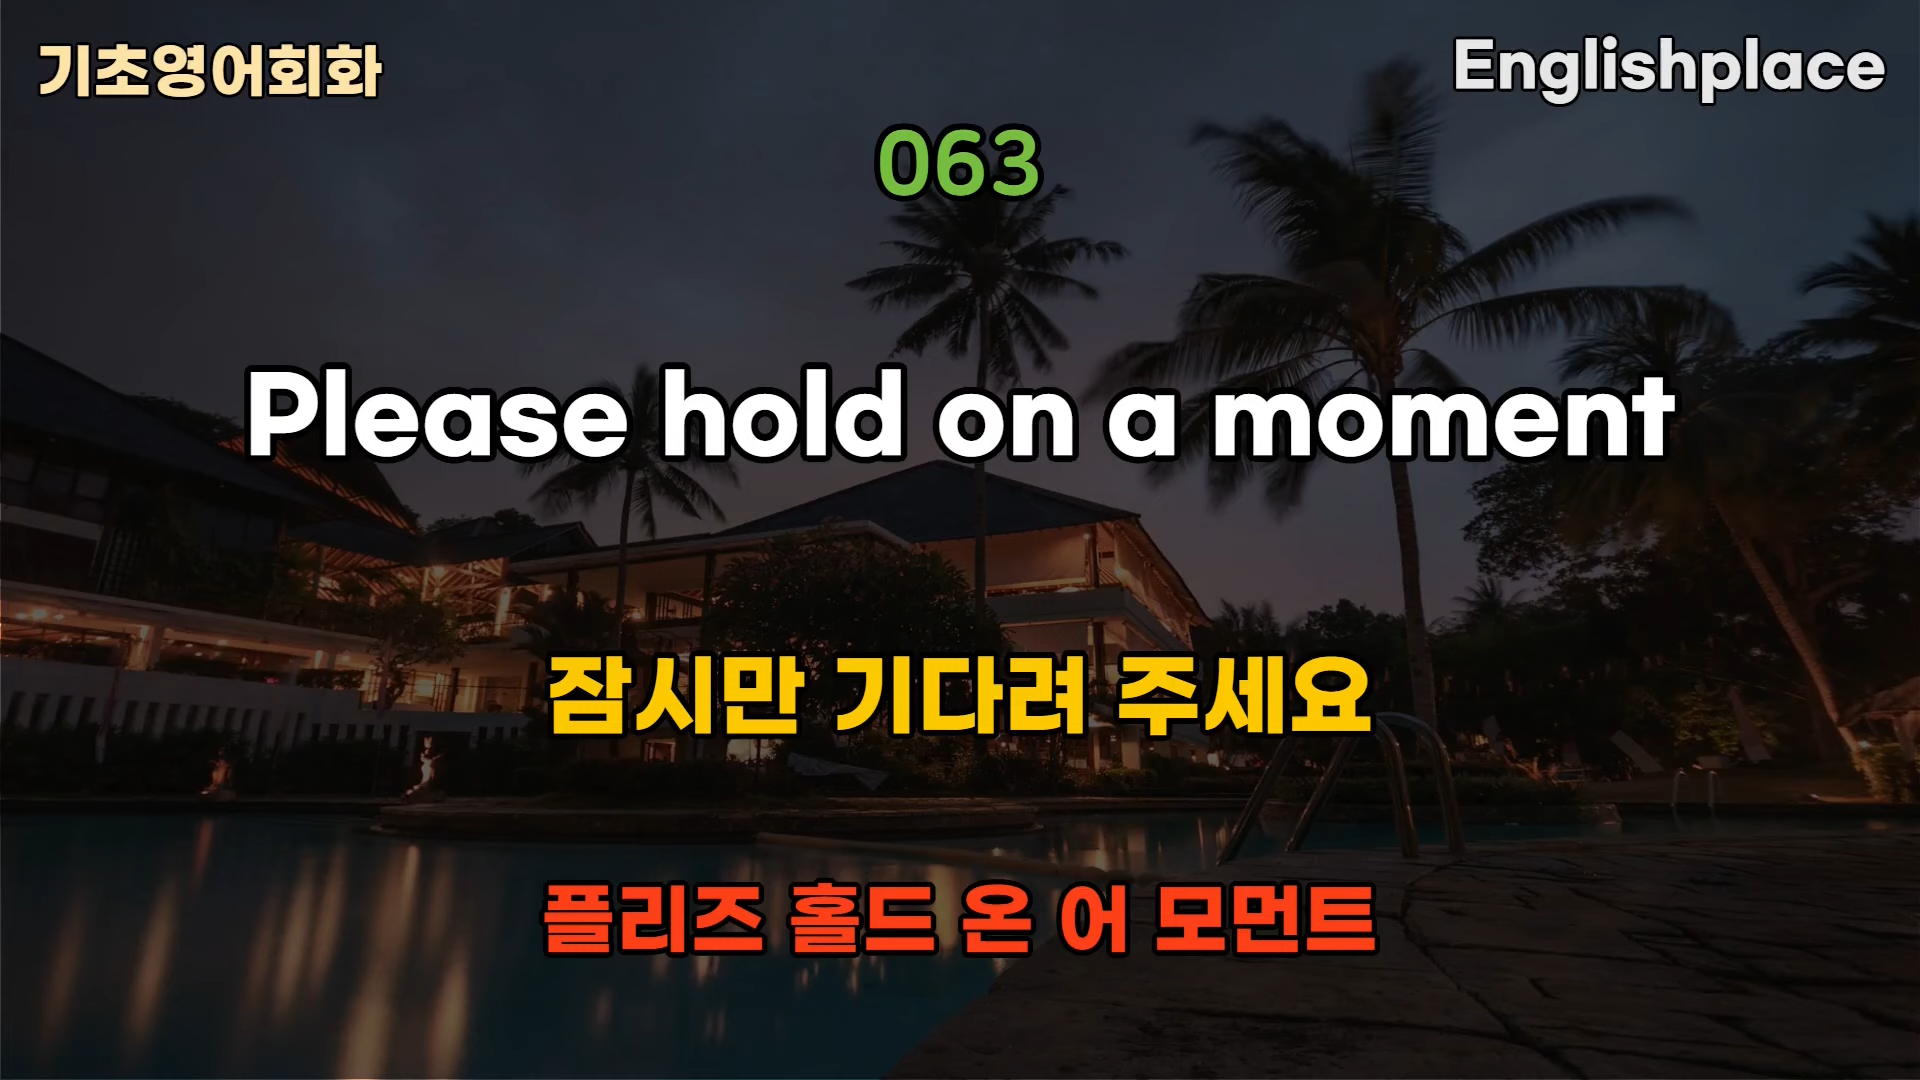 기초영어회화
Englishplace
063
Please hold on a moment
잠시만 기다려 주세요
플리즈 홀드 온 어 모먼트